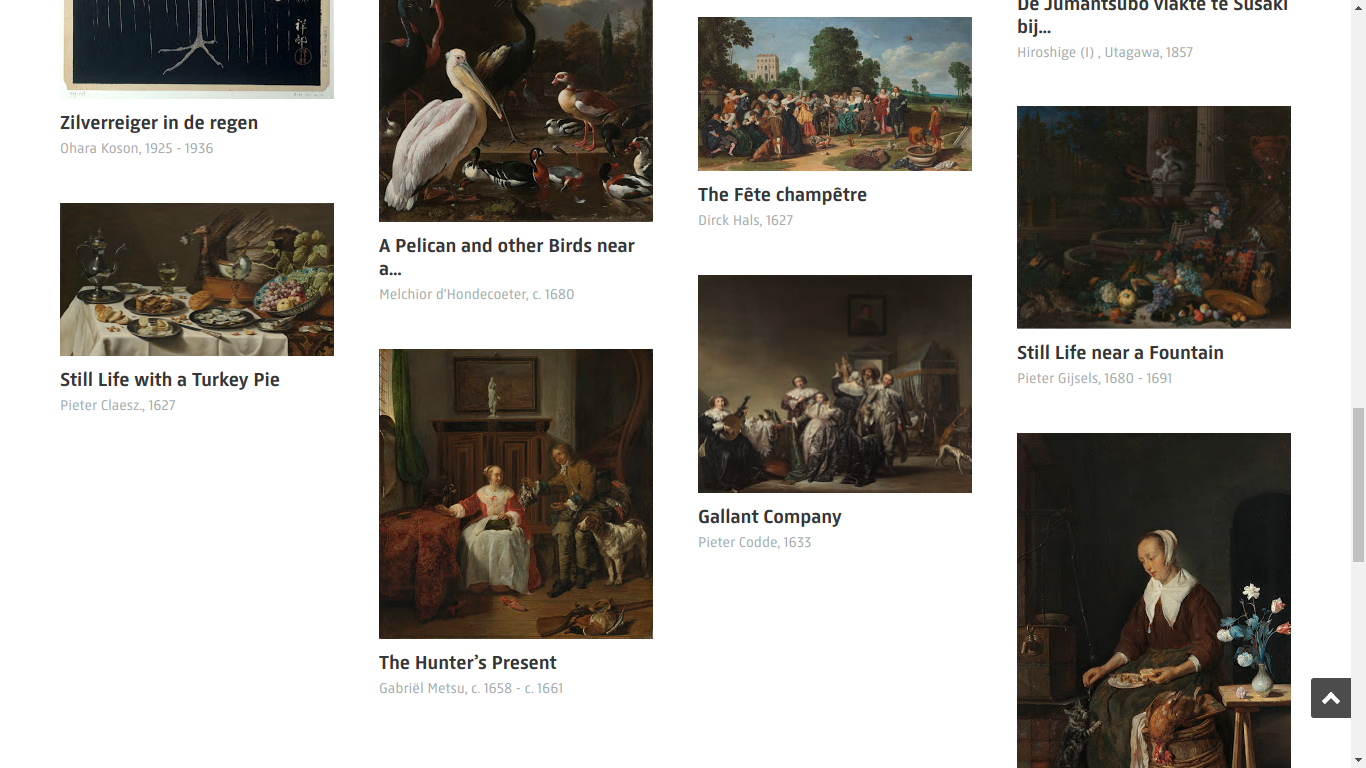 Zilverreiger in de regen
Ohara Koson, 1925 - 1936
Still Life with a Turkey Pie
Pieter Claesz., 1627
A Pelican and other Birds near
a...
Melchior d'Hondecoeter, c. 1680
The Hunter’s Present
Gabriël Metsu, c. 1658 - c. 1661
The Fête champêtre
Dirck Hals, 1627
Gallant Company
Pieter Codde, 1633
De Jumantsubo vlakte te Susaki
bij...
Hiroshige (I) , Utagawa, 1857
Still Life near a Fountain
Pieter Gijsels, 1680 - 1691